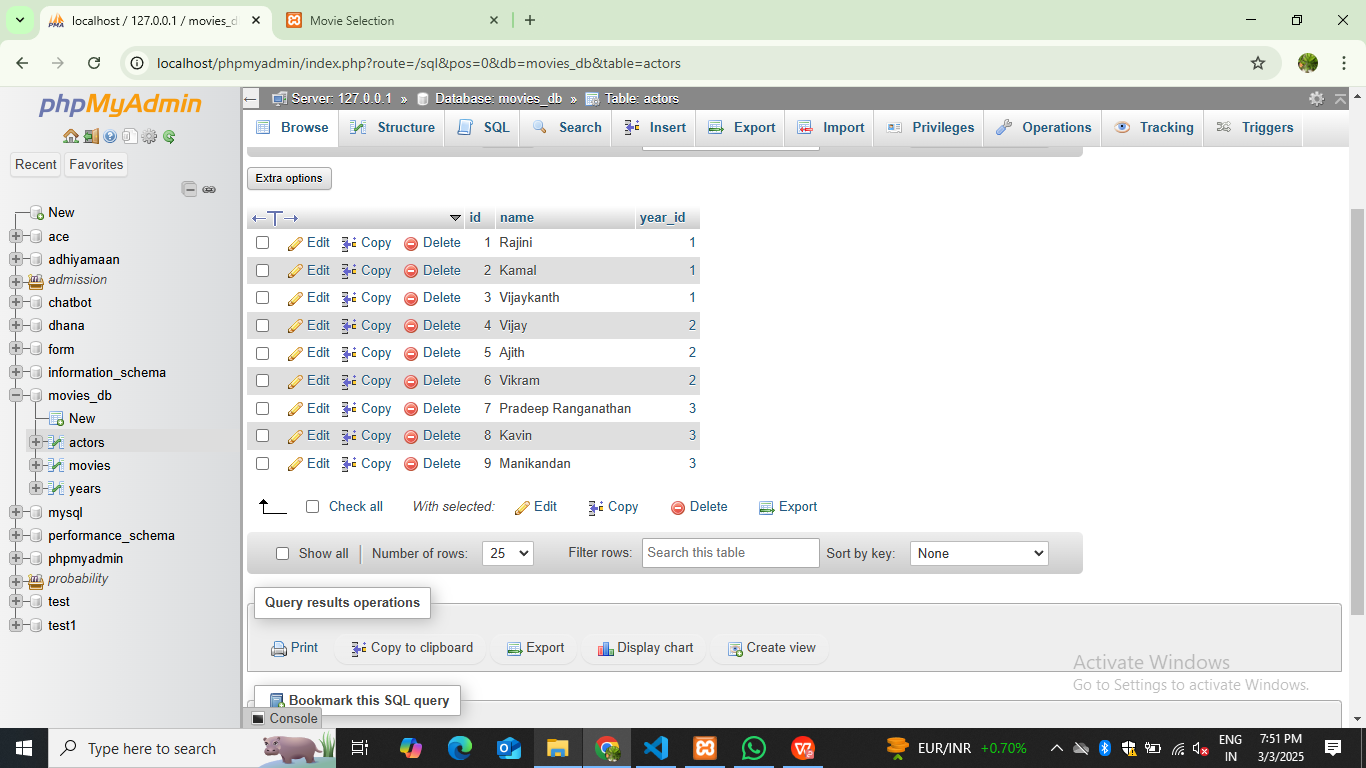 localhost / 127.0.0.1 / movies_d
Movie Selection
localhost/phpmyadmin/index.php?route=/sql&pos=0&db=movies_db&table=actors
phpMyAdmin
Server: 127.0.0.1 » Database: movies_db » Table: actors
Browse Structure SQL Search Insert Export Import Privileges Operations Tracking Triggers
Recent Favorites
Extra options
New
ace
adhiyamaan
admission
chatbot
dhana
form
information_schema
movies_db
New
actors
movies
years
mysql
performance_schema
phpmyadmin
probability
test
test1
id name year_id
Edit Copy Delete 1 Rajini 1
Edit Copy Delete 2 Kamal 1
Edit Copy Delete 3 Vijaykanth 1
Edit Copy Delete 4 Vijay 2
Edit Copy Delete 5 Ajith 2
Edit Copy Delete 6 Vikram 2
Edit Copy Delete 7 Pradeep Ranganathan 3
Edit Copy Delete 8 Kavin 3
Edit Copy Delete 9 Manikandan 3
Check all With selected: Edit Copy Delete Export
Show all Number of rows: 25 Filter rows: Search this table Sort by key: None
Query results operations
Print Copy to clipboard Export Display chart Create view
Bookmark this SQL query
Console
Activate Windows
Go to Settings to activate Windows.
Type here to search
EUR/INR +0.70%
ENG
IN
7:51 PM
3/3/2025